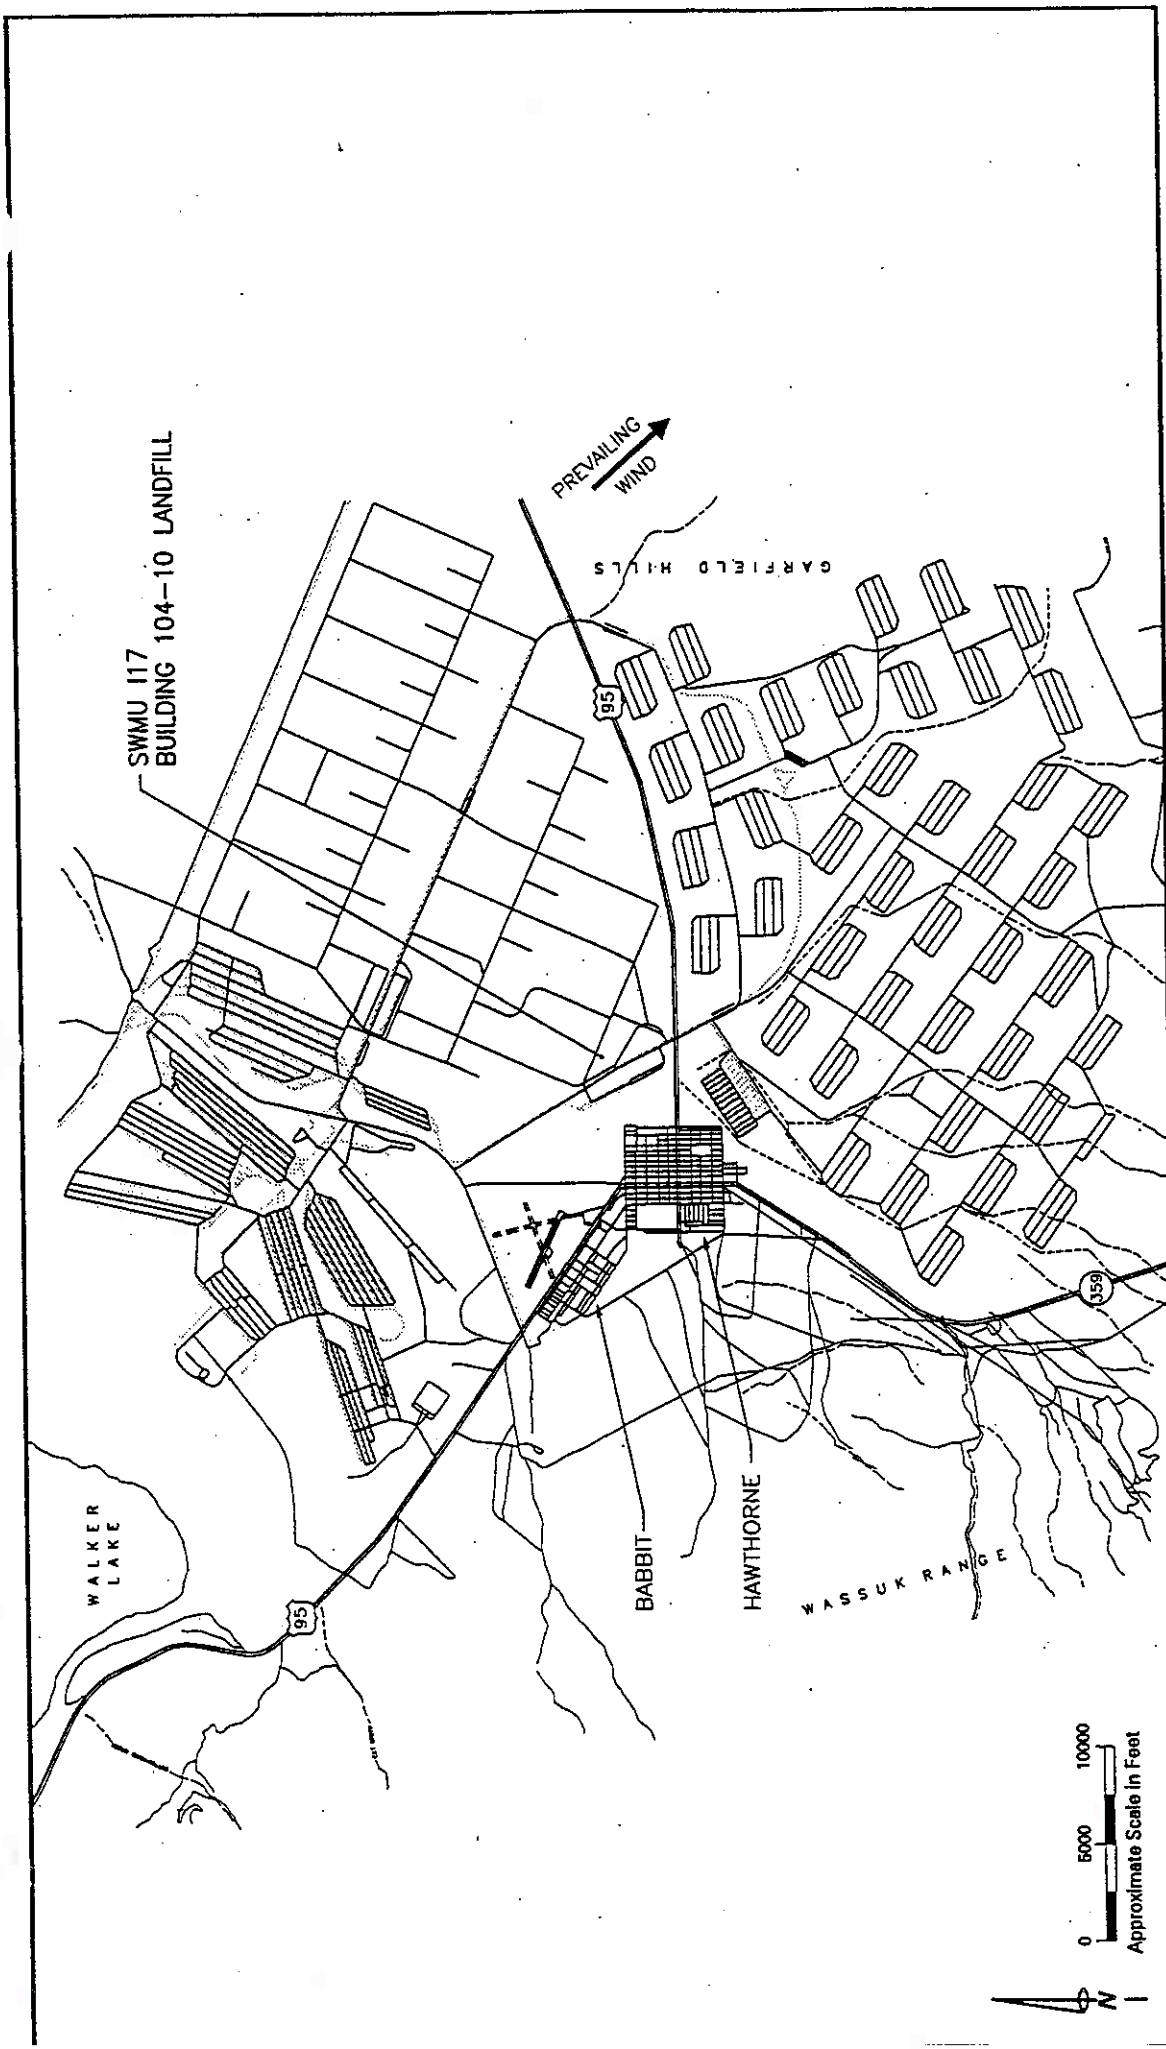 SWMU I17
BUILDING 104-10 LANDFILL
WALKER
LAKE
95
PREVAILING
WIND
95
GARFIELD HILLS
BABBIT
HAWTHORNE
WASSUK RANGE
359
0 5000 10000
Approximate Scale in Feet
N